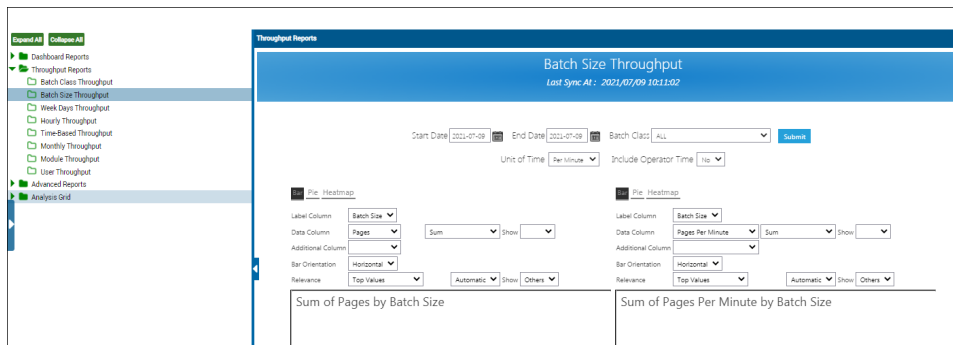 Expand All Collapse All
Dashboard Reports
Throughput Reports
Batch Class Throughput
Batch Size Throughput
Week Days Throughput
Hourly Throughput
Time-Based Throughput
Monthly Throughput
Module Throughput
User Throughput
Advanced Reports
Analysis Grid
Throughput Reports
Batch Size Throughput
Last Sync At : 2021/07/09 10:11:02
Start Date 2021-07-09 End Date 2021-07-09 Batch Class ALL Submit
Unit of Time Per Minute Include Operator Time No
Bar Pie Heatmap
Label Column Batch Size
Data Column Pages Sum Show
Additional Column
Bar Orientation Horizontal
Relevance Top Values Automatic Show Others
Sum of Pages by Batch Size
Bar Pie Heatmap
Label Column Batch Size
Data Column Pages Per Minute Sum Show
Additional Column
Bar Orientation Horizontal
Relevance Top Values Automatic Show Others
Sum of Pages Per Minute by Batch Size